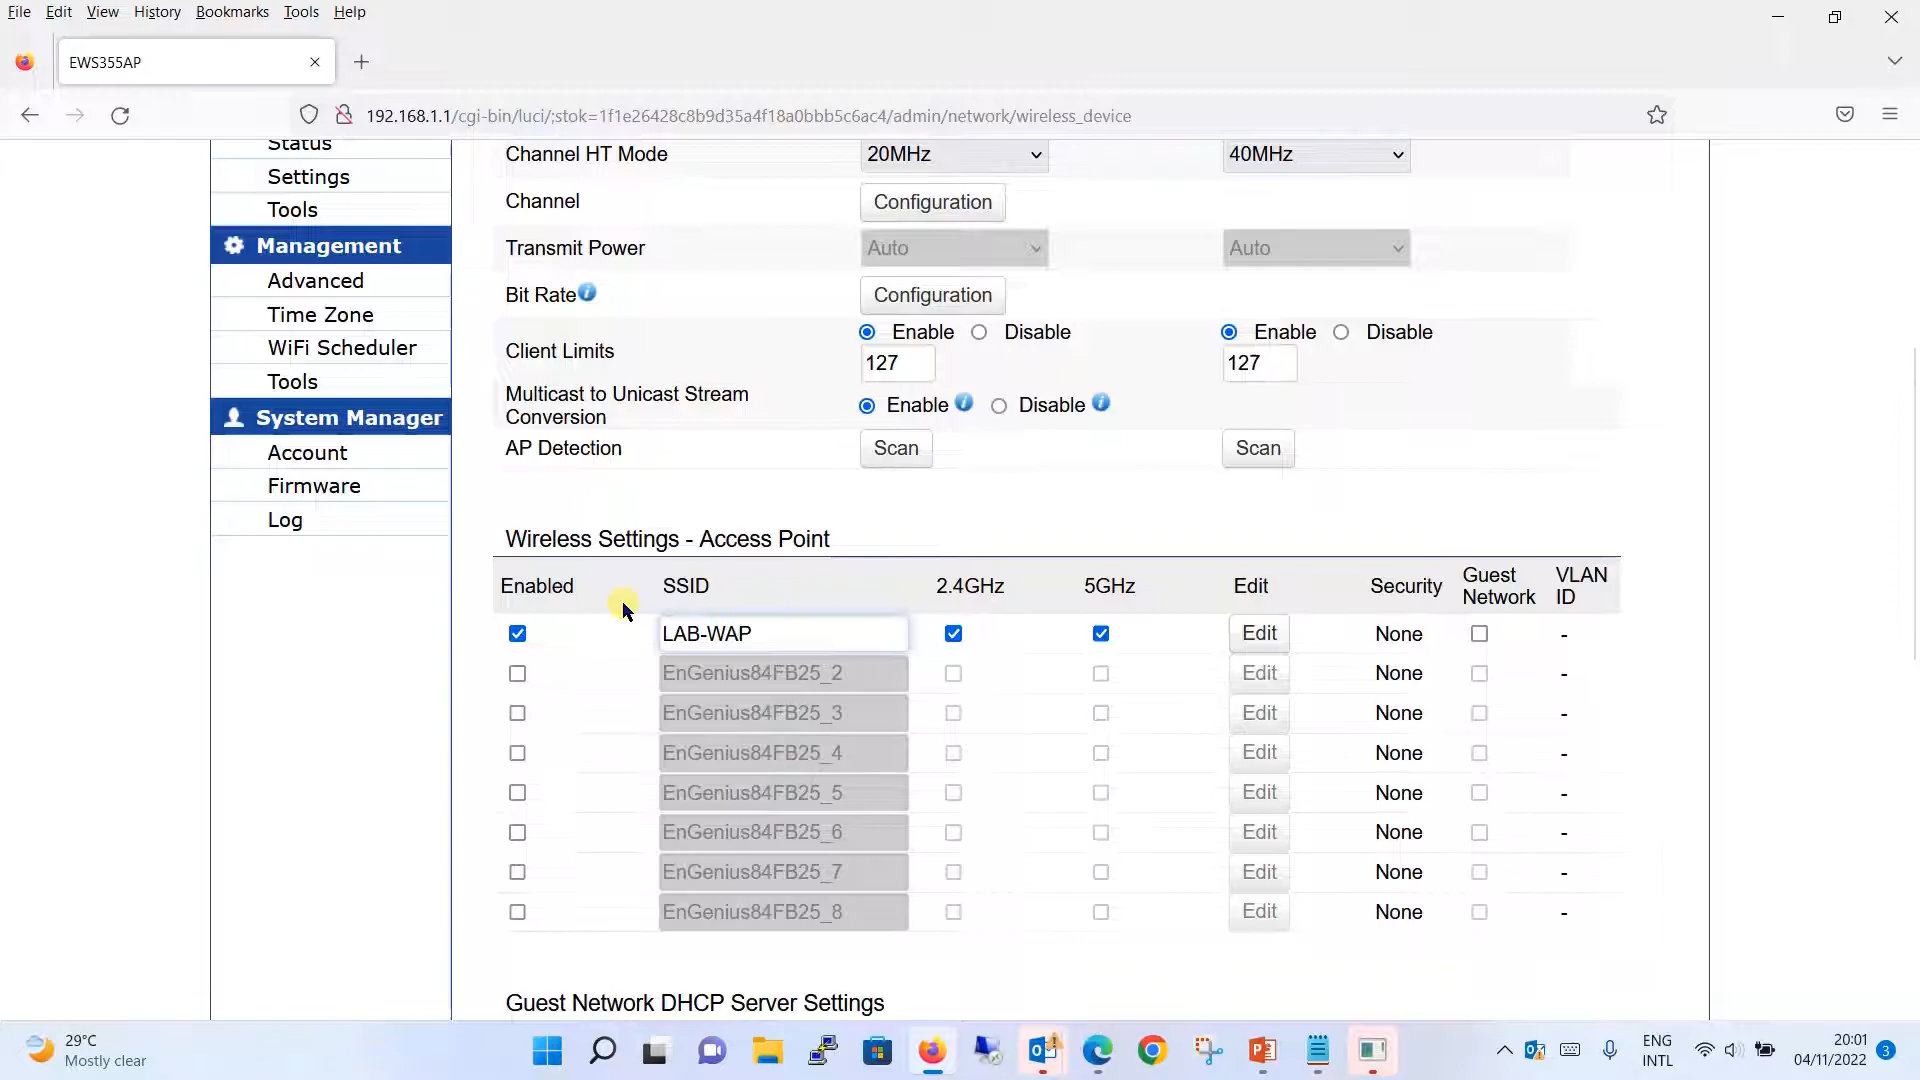 File Edit View History Bookmarks Tools Help
EWS355AP
192.168.1.1/cgi-bin/luci/;stok=1f1e26428c8b9d35a4f18a0bbb5c6ac4/admin/network/wireless_device
Status
Settings
Tools
Management
Advanced
Time Zone
WiFi Scheduler
Tools
System Manager
Account
Firmware
Log
Channel HT Mode 20MHz 40MHz
Channel Configuration
Transmit Power Auto Auto
Bit Rate Configuration
Client Limits Enable Disable Enable Disable
127 127
Multicast to Unicast Stream
Conversion Enable Disable
AP Detection Scan Scan
Wireless Settings - Access Point
Enabled SSID 2.4GHz 5GHz Edit Security Guest Network VLAN ID
LAB-WAP Edit None -
EnGenius84FB25_2 Edit None -
EnGenius84FB25_3 Edit None -
EnGenius84FB25_4 Edit None -
EnGenius84FB25_5 Edit None -
EnGenius84FB25_6 Edit None -
EnGenius84FB25_7 Edit None -
EnGenius84FB25_8 Edit None -
Guest Network DHCP Server Settings
29°C
Mostly clear
ENG
INTL
20:01
04/11/2022
3